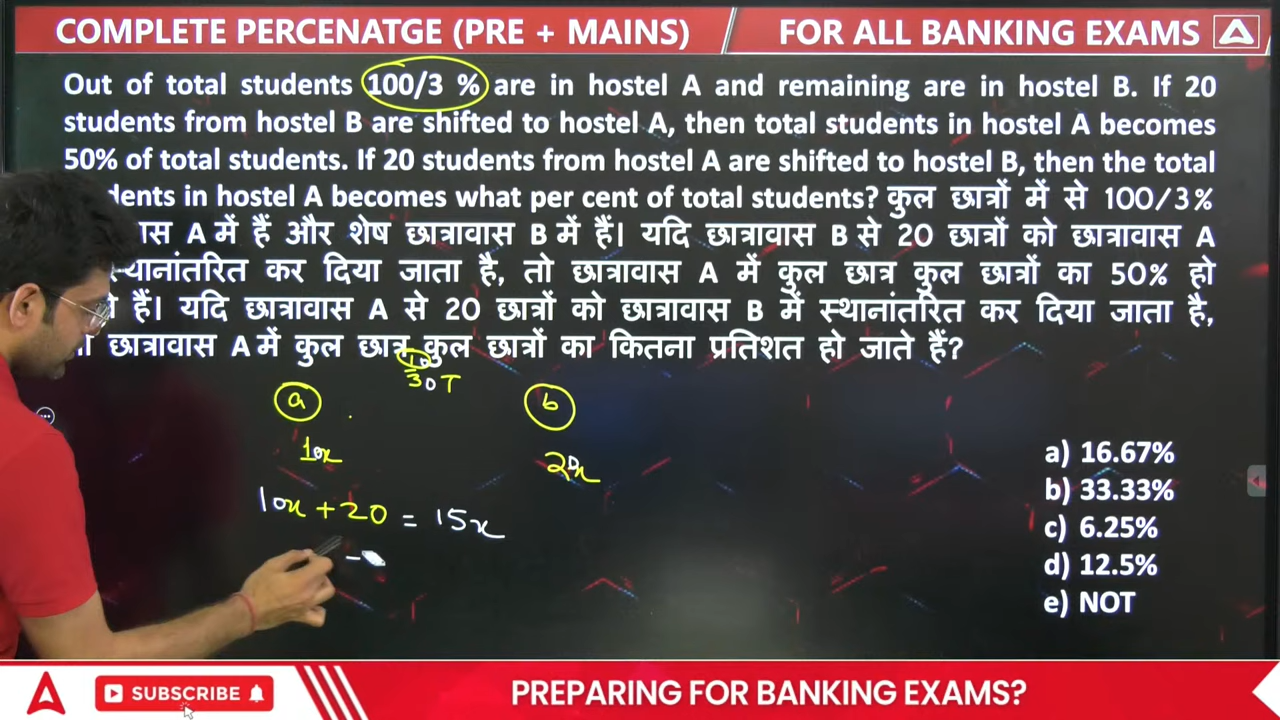 COMPLETE PERCENATGE (PRE + MAINS) FOR ALL BANKING EXAMS
Out of total students 100/3 % are in hostel A and remaining are in hostel B. If 20
students from hostel B are shifted to hostel A, then total students in hostel A becomes
50% of total students. If 20 students from hostel A are shifted to hostel B, then the total
dents in hostel A becomes what per cent of total students? कुल छात्रों में से 100/3%
ास A में हैं और शेष छात्रावास B में हैं। यदि छात्रावास B से 20 छात्रों को छात्रावास A
स्थानांतरित कर दिया जाता है, तो छात्रावास A में कुल छात्र कुल छात्रों का 50% हो
हैं। यदि छात्रावास A से 20 छात्रों को छात्रावास B में स्थानांतरित कर दिया जाता है,
छात्रावास A में कुल छात्र कुल छात्रों का कितना प्रतिशत हो जाते हैं?
30T
a b
10x 20x
10x + 20 = 15x
a) 16.67%
b) 33.33%
c) 6.25%
d) 12.5%
e) NOT
SUBSCRIBE
PREPARING FOR BANKING EXAMS?